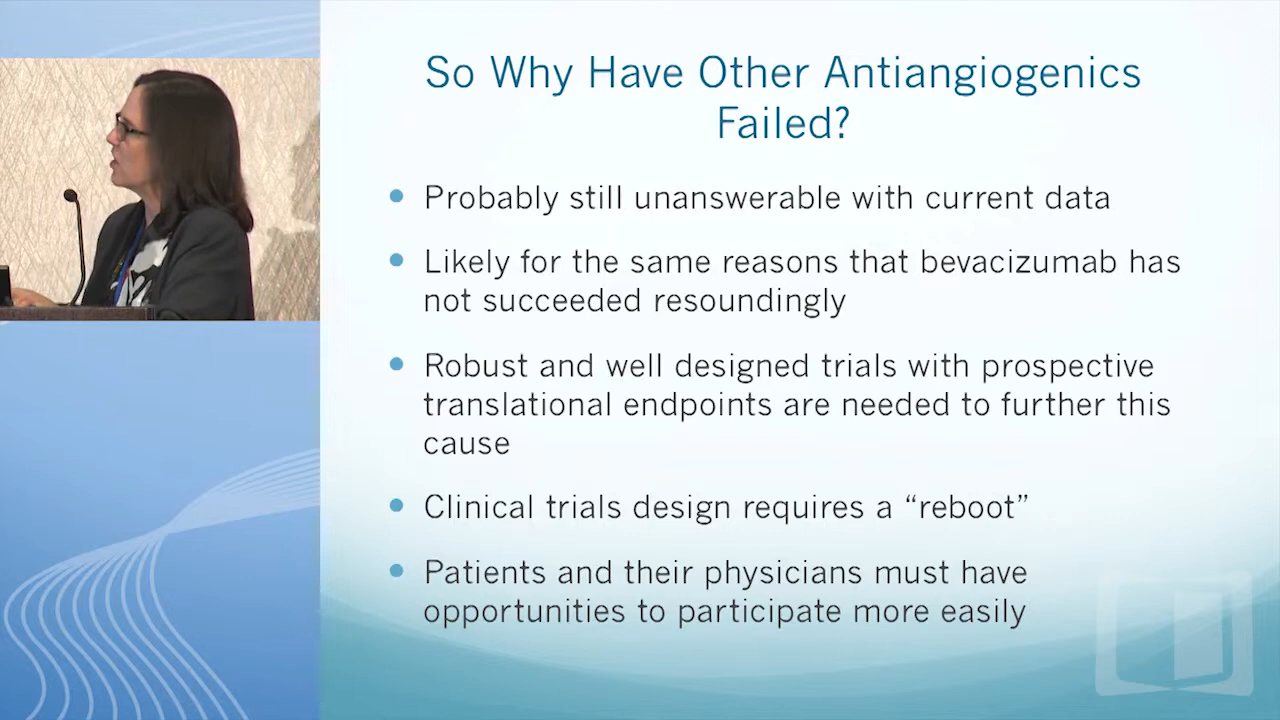 So Why Have Other Antiangiogenics
Failed?
• Probably still unanswerable with current data
• Likely for the same reasons that bevacizumab has
not succeeded resoundingly
• Robust and well designed trials with prospective
translational endpoints are needed to further this
cause
• Clinical trials design requires a “reboot”
• Patients and their physicians must have
opportunities to participate more easily